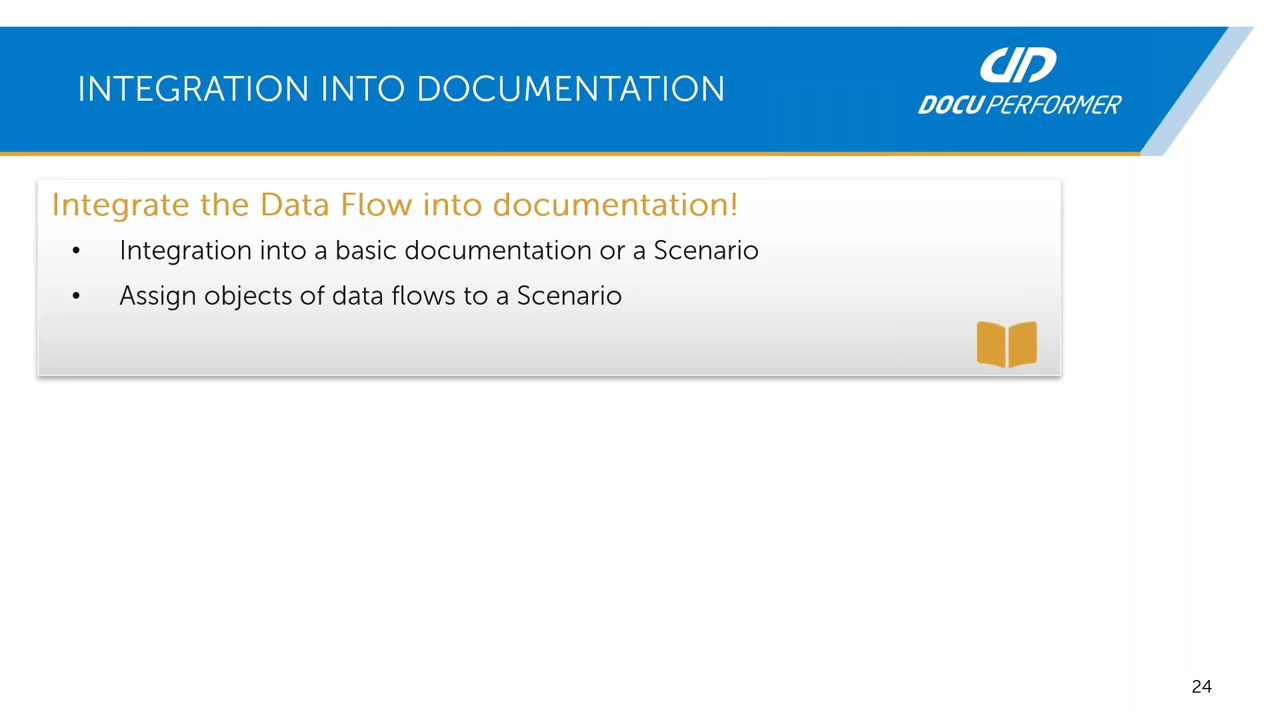 INTEGRATION INTO DOCUMENTATION
DOCU PERFORMER
Integrate the Data Flow into documentation!
• Integration into a basic documentation or a Scenario
• Assign objects of data flows to a Scenario
24